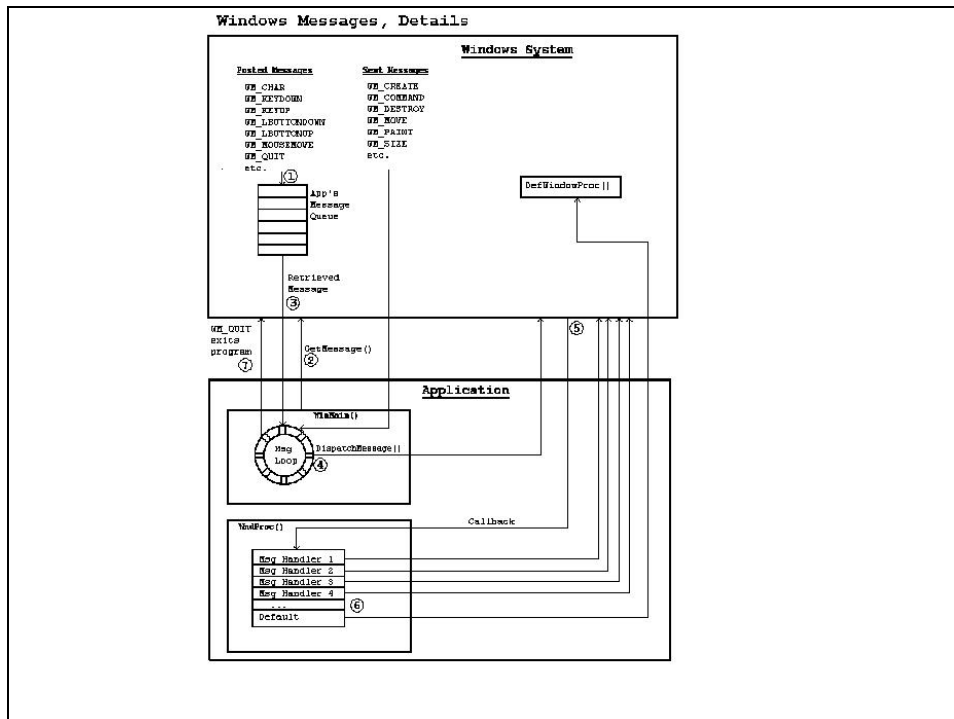 Windows Messages, Details
Windows System
Posted Messages
WM_CHAR
WM_KEYDOWN
WM_KEYUP
WM_LBUTTONDOWN
WM_LBUTTONUP
WM_MOUSEMOVE
WM_QUIT
etc.
Sent Messages
WM_CREATE
WM_COMMAND
WM_DESTROY
WM_MOVE
WM_PAINT
WM_SIZE
etc.
1
App's
Message
Queue
DefWindowProc()
Retrieved
Message
3
WM_QUIT
exits
program
7
GetMessage()
2
5
Application
WinMain()
Msg
Loop
DispatchMessage()
4
Callback
WndProc()
Msg Handler 1
Msg Handler 2
Msg Handler 3
Msg Handler 4
...
Default
6